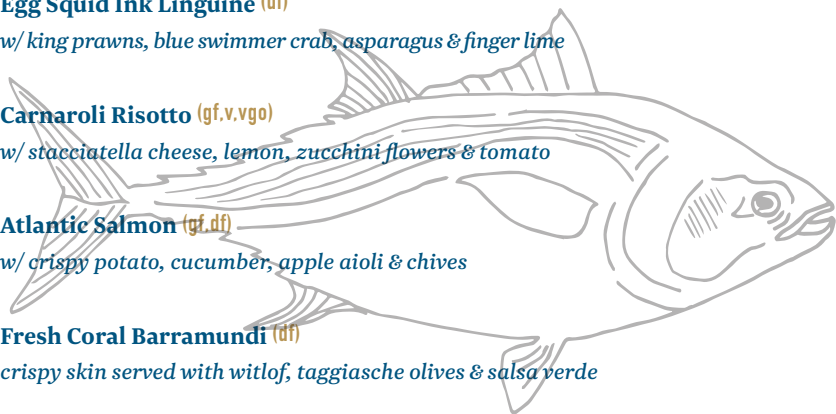 Egg Squid Ink Linguine (df)
w/ king prawns, blue swimmer crab, asparagus & finger lime
Carnaroli Risotto (gf,v,vgo)
w/ stacciatella cheese, lemon, zucchini flowers & tomato
Atlantic Salmon (gf,df)
w/ crispy potato, cucumber, apple aioli & chives
Fresh Coral Barramundi (df)
crispy skin served with witlof, taggiasche olives & salsa verde